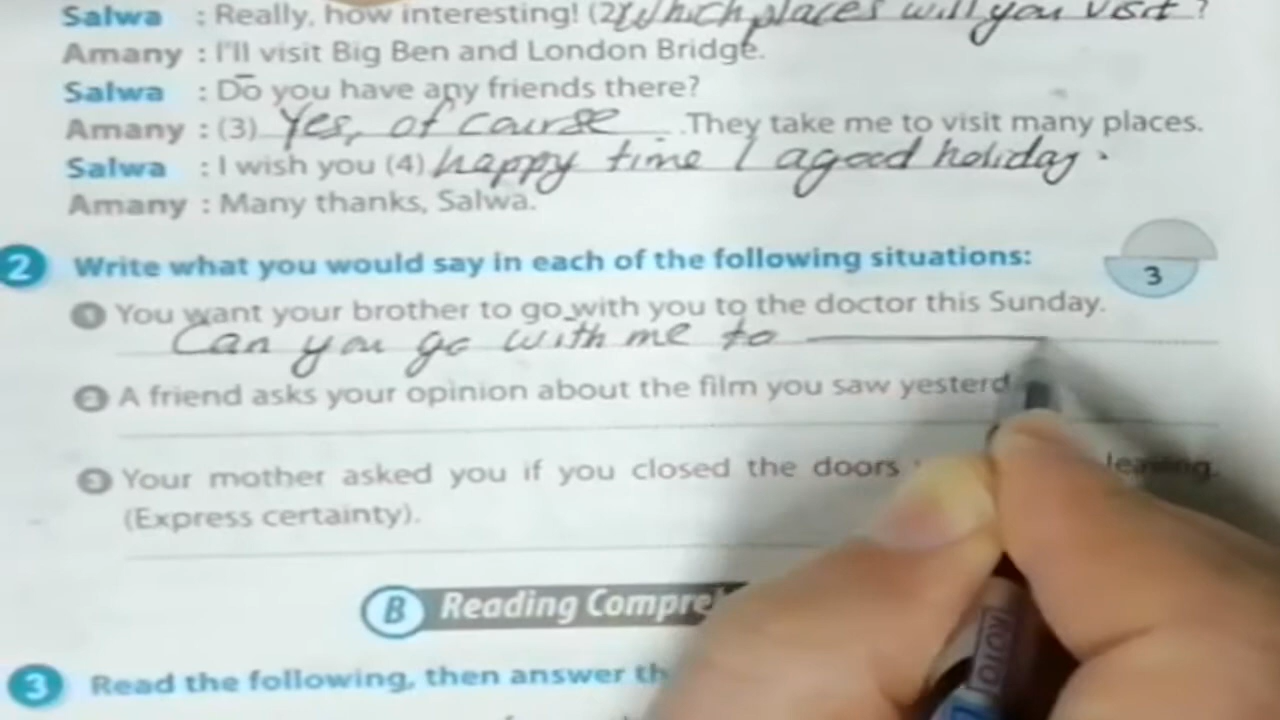 Salwa : Really, how interesting! (2) Which places will you visit ?
Amany : I'll visit Big Ben and London Bridge.
Salwa : Do you have any friends there?
Amany : (3) Yes, of course . They take me to visit many places.
Salwa : I wish you (4) happy time / a good holiday .
Amany : Many thanks, Salwa.
2 Write what you would say in each of the following situations:
3
1 You want your brother to go with you to the doctor this Sunday.
Can you go with me to
2 A friend asks your opinion about the film you saw yesterd
3 Your mother asked you if you closed the doors leaving.
(Express certainty).
B Reading Compre
3 Read the following, then answer th